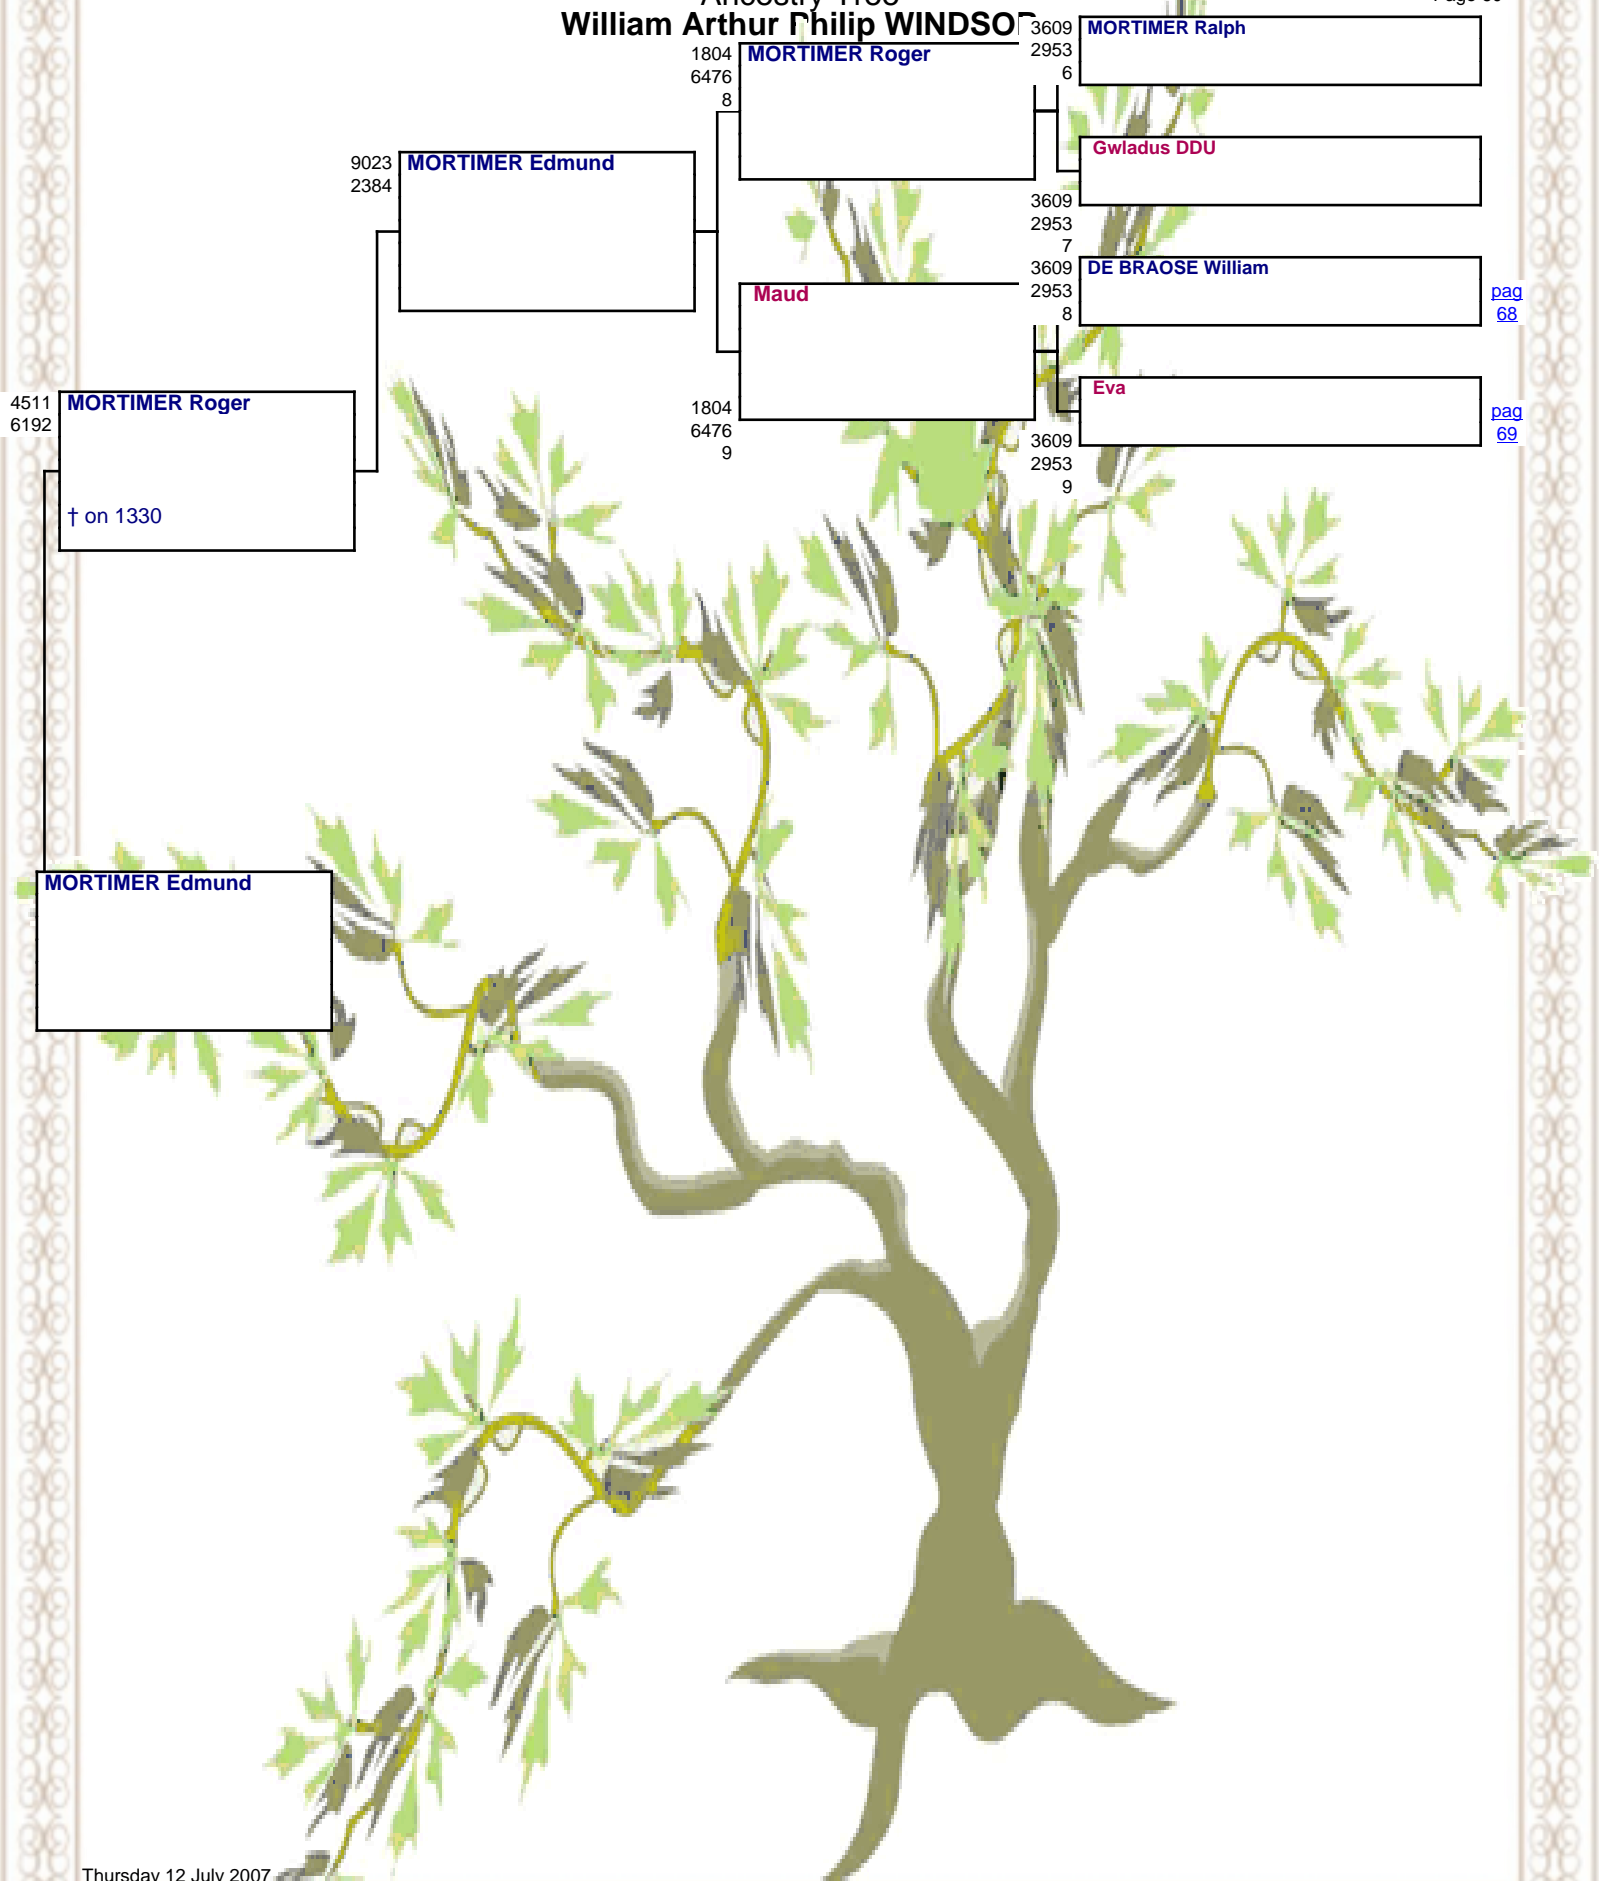 Ancestry Tree
William Arthur Philip WINDSOR
3609
2953
6
MORTIMER Ralph
1804
6476
8
MORTIMER Roger
Gwladus DDU
3609
2953
7
9023
2384
MORTIMER Edmund
3609
2953
8
DE BRAOSE William
pag
68
Maud
1804
6476
9
Eva
pag
69
3609
2953
9
4511
6192
MORTIMER Roger
† on 1330
MORTIMER Edmund
Thursday 12 July 2007